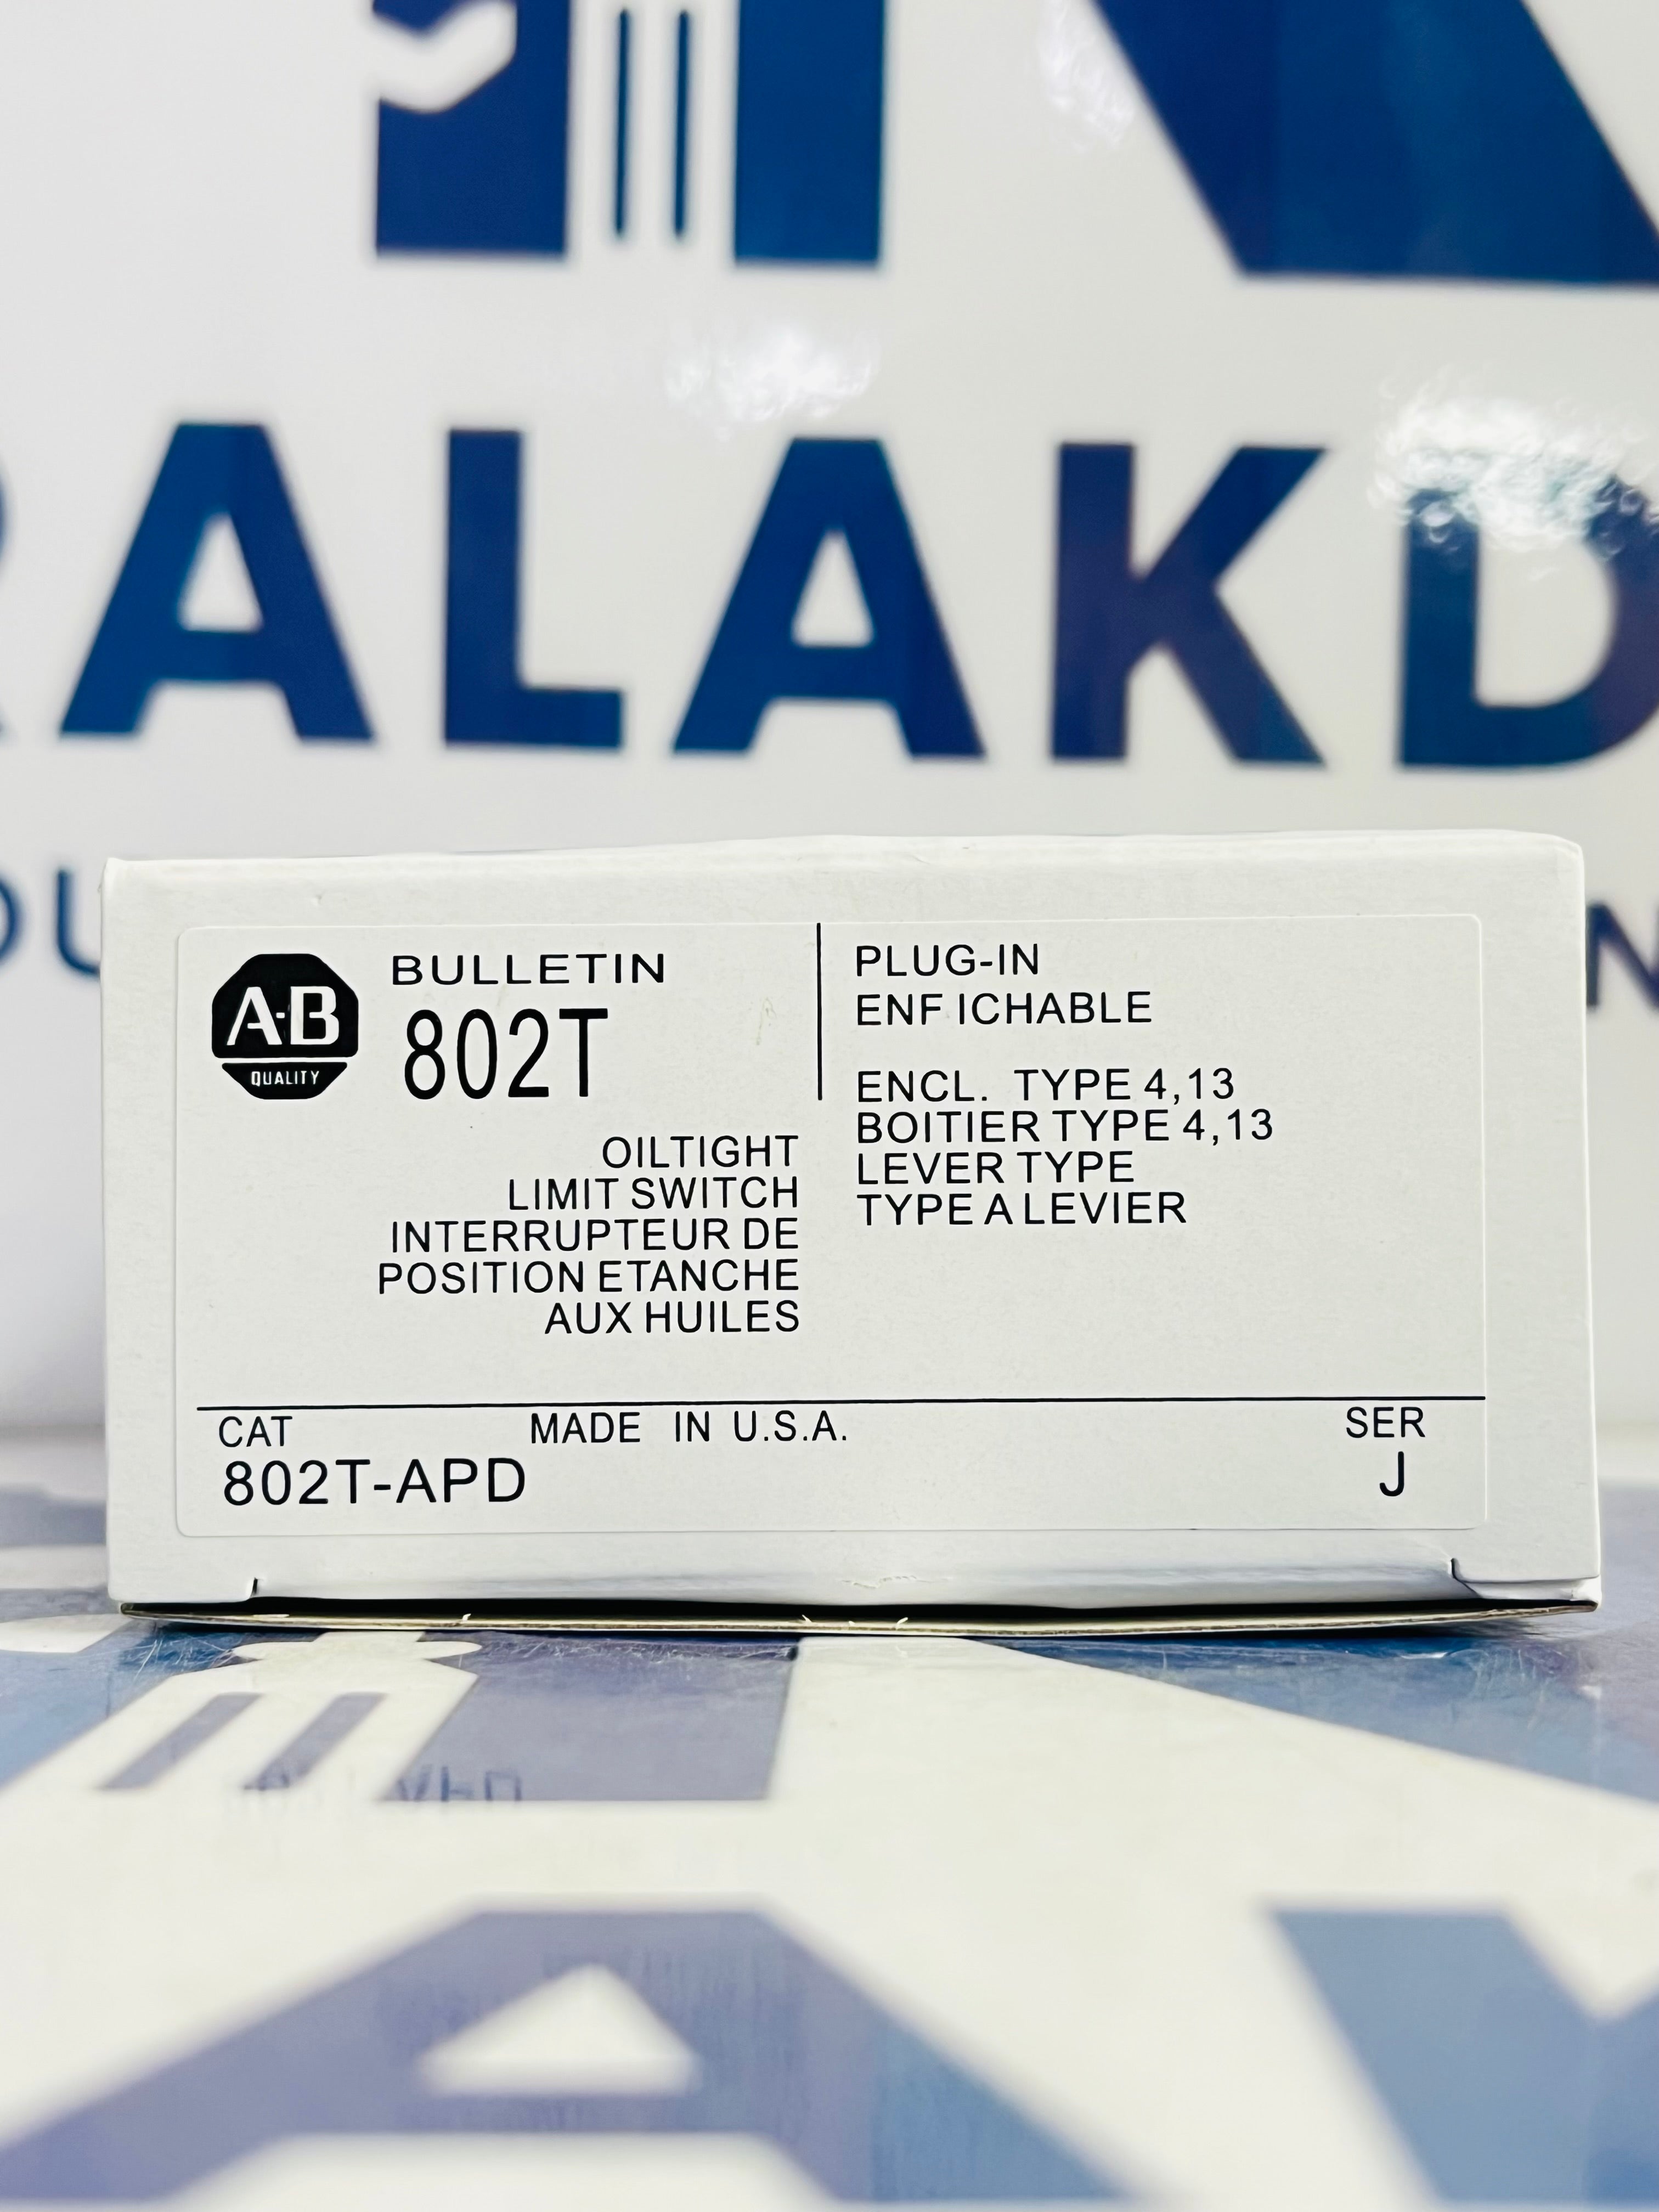 RALAKD
A-B
QUALITY
BULLETIN
802T
OILTIGHT
LIMIT SWITCH
INTERRUPTEUR DE
POSITION ETANCHE
AUX HUILES
PLUG-IN
ENF ICHABLE
ENCL. TYPE 4,13
BOITIER TYPE 4,13
LEVER TYPE
TYPE A LEVIER
CAT
MADE IN U.S.A.
SER
802T-APD
J